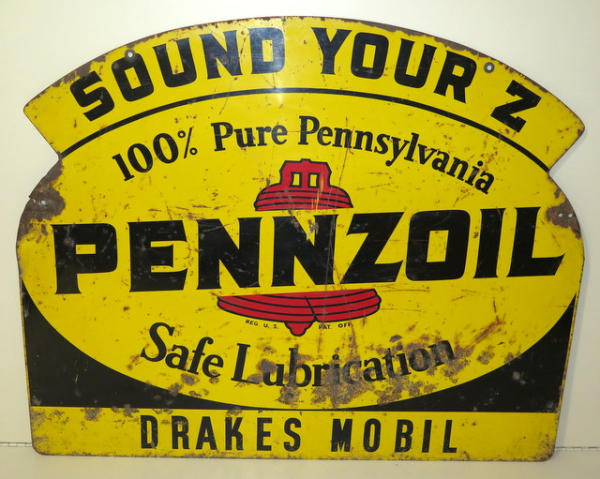 SOUND YOUR Z
100% Pure Pennsylvania
PENNZOIL
REG. U. S. PAT. OFF.
Safe Lubrication
DRAKES MOBIL